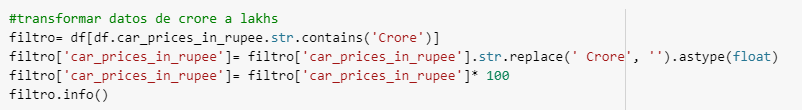 #transformar datos de crore a lakhs
filtro= df[df.car_prices_in_rupee.str.contains('Crore')]
filtro['car_prices_in_rupee']= filtro['car_prices_in_rupee'].str.replace(' Crore', '').astype(float)
filtro['car_prices_in_rupee']= filtro['car_prices_in_rupee']* 100
filtro.info()